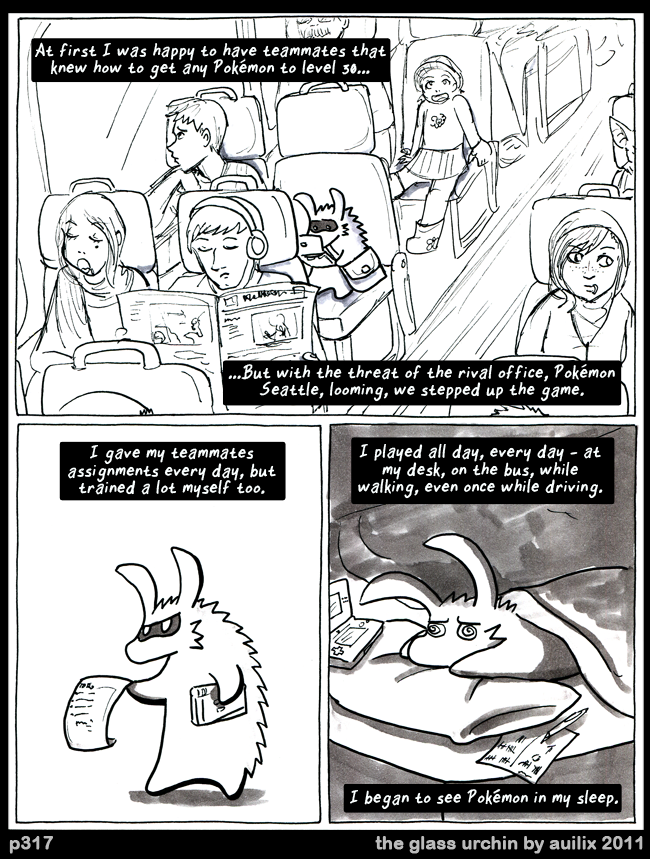 At first I was happy to have teammates that
knew how to get any Pokémon to level 30...
...But with the threat of the rival office, Pokémon
Seattle, looming, we stepped up the game.
I gave my teammates
assignments every day, but
trained a lot myself too.
I played all day, every day - at
my desk, on the bus, while
walking, even once while driving.
I began to see Pokémon in my sleep.
p317
the glass urchin by auilix 2011